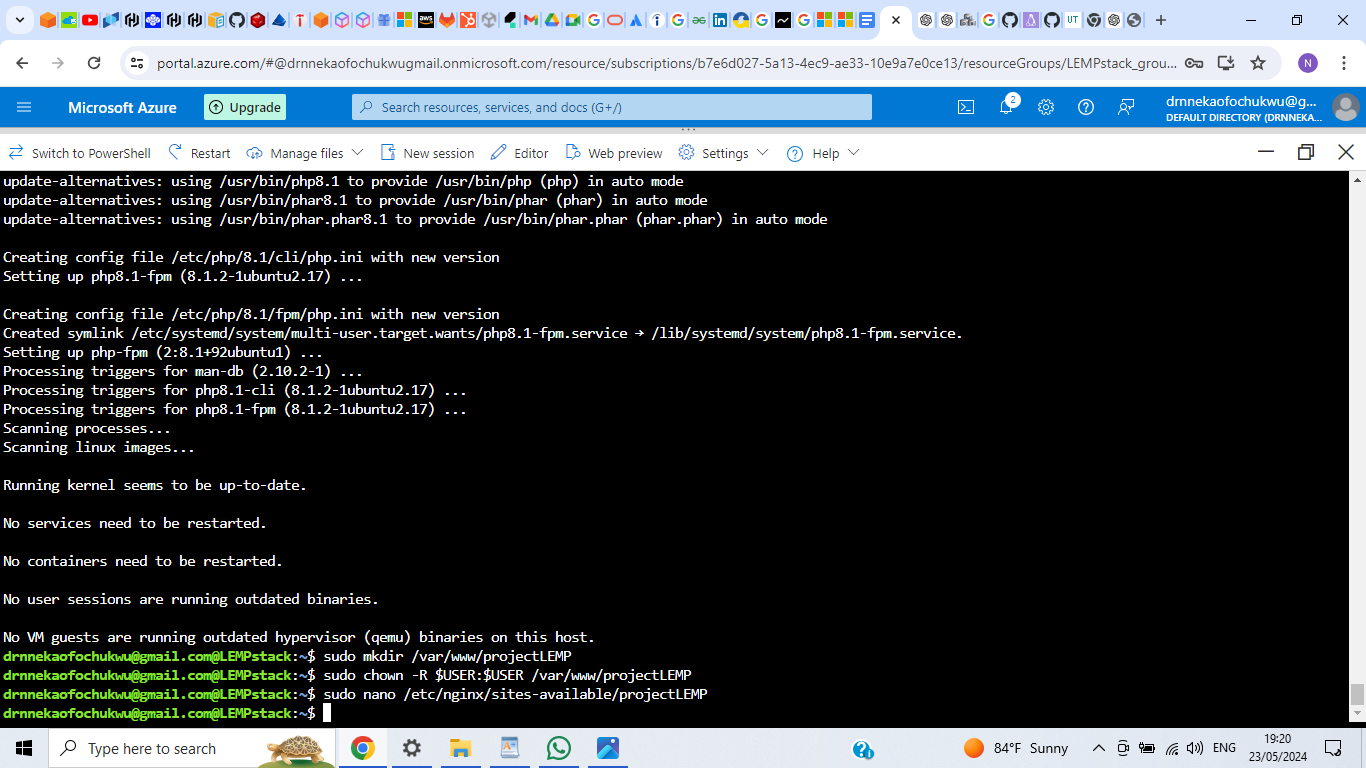 portal.azure.com/#@drnnekaofochukwugmail.onmicrosoft.com/resource/subscriptions/b7e6d027-5a13-4ec9-ae33-10e9a7e0ce13/resourceGroups/LEMPstack_grou...
N
Microsoft Azure
Upgrade
Search resources, services, and docs (G+/)
2
drnnekaofochukwu@g...
DEFAULT DIRECTORY (DRNNEKA...
Switch to PowerShell Restart Manage files New session Editor Web preview Settings Help
update-alternatives: using /usr/bin/php8.1 to provide /usr/bin/php (php) in auto mode
update-alternatives: using /usr/bin/phar8.1 to provide /usr/bin/phar (phar) in auto mode
update-alternatives: using /usr/bin/phar.phar8.1 to provide /usr/bin/phar.phar (phar.phar) in auto mode
Creating config file /etc/php/8.1/cli/php.ini with new version
Setting up php8.1-fpm (8.1.2-1ubuntu2.17) ...
Creating config file /etc/php/8.1/fpm/php.ini with new version
Created symlink /etc/systemd/system/multi-user.target.wants/php8.1-fpm.service → /lib/systemd/system/php8.1-fpm.service.
Setting up php-fpm (2:8.1+92ubuntu1) ...
Processing triggers for man-db (2.10.2-1) ...
Processing triggers for php8.1-cli (8.1.2-1ubuntu2.17) ...
Processing triggers for php8.1-fpm (8.1.2-1ubuntu2.17) ...
Scanning processes...
Scanning linux images...
Running kernel seems to be up-to-date.
No services need to be restarted.
No containers need to be restarted.
No user sessions are running outdated binaries.
No VM guests are running outdated hypervisor (qemu) binaries on this host.
drnnekaofochukwu@gmail.com@LEMPstack:~$ sudo mkdir /var/www/projectLEMP
drnnekaofochukwu@gmail.com@LEMPstack:~$ sudo chown -R $USER:$USER /var/www/projectLEMP
drnnekaofochukwu@gmail.com@LEMPstack:~$ sudo nano /etc/nginx/sites-available/projectLEMP
drnnekaofochukwu@gmail.com@LEMPstack:~$
Type here to search
84°F Sunny
ENG
19:20
23/05/2024